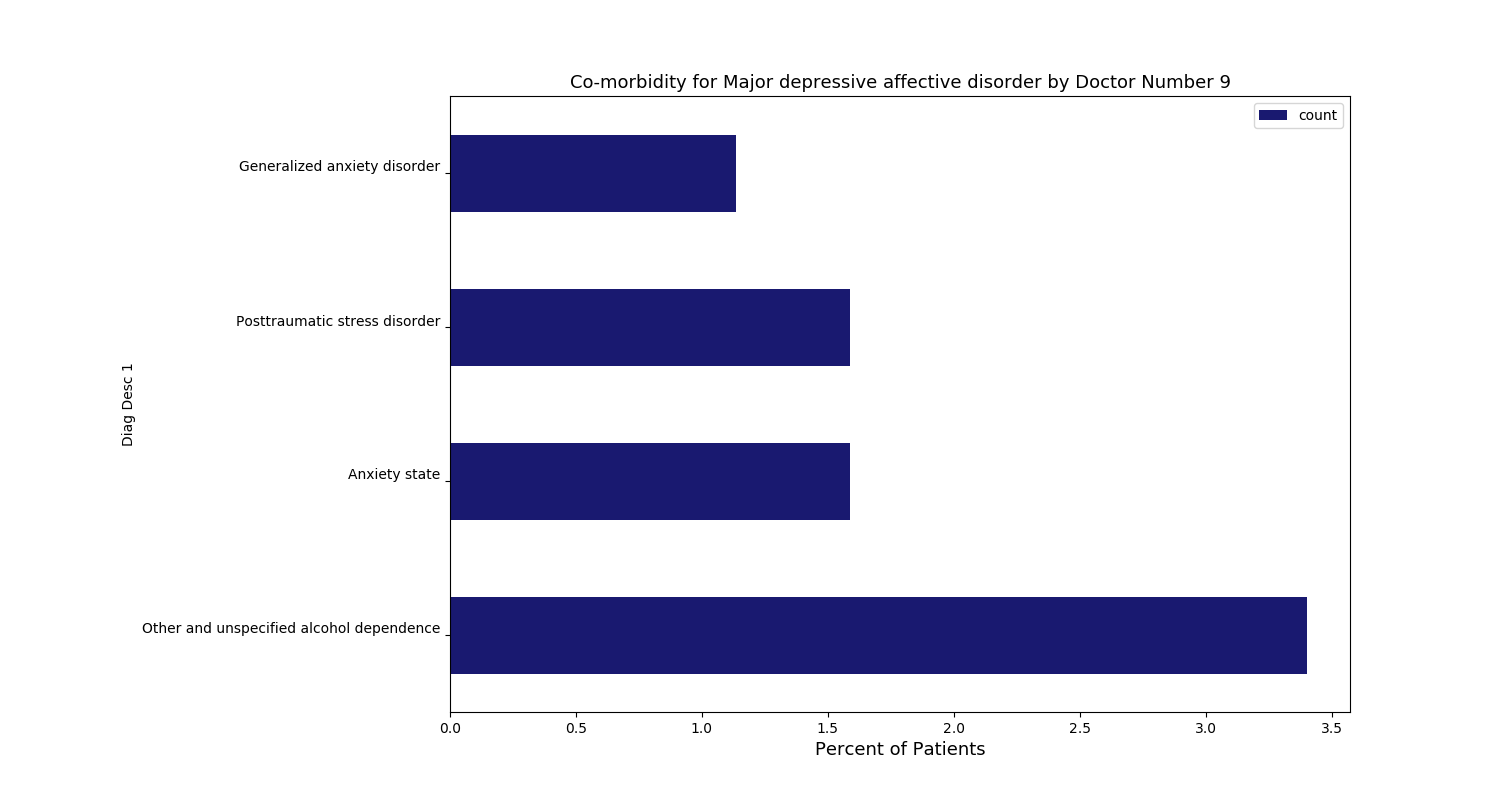 Co-morbidity for Major depressive affective disorder by Doctor Number 9
count
Generalized anxiety disorder
Posttraumatic stress disorder
Anxiety state
Other and unspecified alcohol dependence
Diag Desc 1
0.0 0.5 1.0 1.5 2.0 2.5 3.0 3.5
Percent of Patients